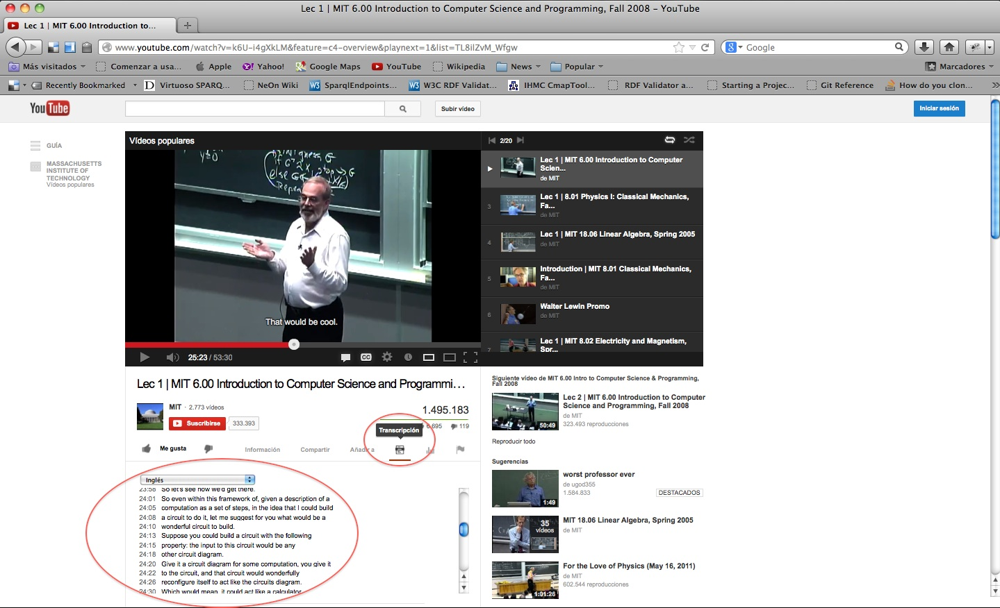 Lec 1 | MIT 6.00 Introduction to Computer Science and Programming, Fall 2008 – YouTube
Lec 1 | MIT 6.00 Introduction to...
www.youtube.com/watch?v=k6U-i4gXkLM&feature=c4-overview&playnext=1&list=TL8ilZvM_Wfgw
Google
Más visitados
Comenzar a usa...
Apple
Yahoo!
Google Maps
YouTube
Wikipedia
News
Popular
Marcadores
Recently Bookmarked
Virtuoso SPARQ...
NeOn Wiki
SparqlEndpoints...
W3C RDF Validat...
IHMC CmapTool...
RDF Validator a...
Starting a Projec...
Git Reference
How do you clon...
YouTube
Subir vídeo
Iniciar sesión
GUÍA
MASSACHUSETTS
INSTITUTE OF
TECHNOLOGY
Vídeos populares
Vídeos populares
That would be cool.
25:23 / 53:30
CC
2/20
Lec 1 | MIT 6.00 Introduction to Computer
Scien...
de MIT
3
Lec 1 | 8.01 Physics I: Classical Mechanics,
Fa...
de MIT
4
Lec 1 | MIT 18.06 Linear Algebra, Spring 2005
de MIT
5
Introduction | MIT 8.01 Classical Mechanics,
Fa...
de MIT
6
Walter Lewin Promo
de MIT
7
Lec 1 | MIT 8.02 Electricity and Magnetism,
Spr...
Lec 1 | MIT 6.00 Introduction to Computer Science and Programmi...
MIT · 2.773 vídeos
Suscribirse
333.393
1.495.183
6.695
119
Transcripción
Me gusta
Información
Compartir
Añadir a
Inglés
23:58 So let's see how we'd get there.
24:01 So even within this framework of, given a description of a
24:05 computation as a set of steps, in the idea that I could build
24:08 a circuit to do it, let me suggest for you what would be a
24:10 wonderful circuit to build.
24:13 Suppose you could build a circuit with the following
24:15 property: the input to this circuit would be any
24:18 other circuit diagram.
24:20 Give it a circuit diagram for some computation, you give it
24:22 to the circuit, and that circuit would wonderfully
24:26 reconfigure itself to act like the circuits diagram.
24:30 Which would mean, it could act like a calculator.
Siguiente vídeo de MIT 6.00 Intro to Computer Science & Programming,
Fall 2008
50:49
Lec 2 | MIT 6.00 Introduction to Computer
Science and Programming, Fall 2008
de MIT
323.493 reproducciones
Reproducir todo
Sugerencias
1:49
worst professor ever
de ugod355
1.584.833
DESTACADOS
35
vídeos
MIT 18.06 Linear Algebra, Spring 2005
de MIT
1:01:26
For the Love of Physics (May 16, 2011)
de MIT
602.544 reproducciones